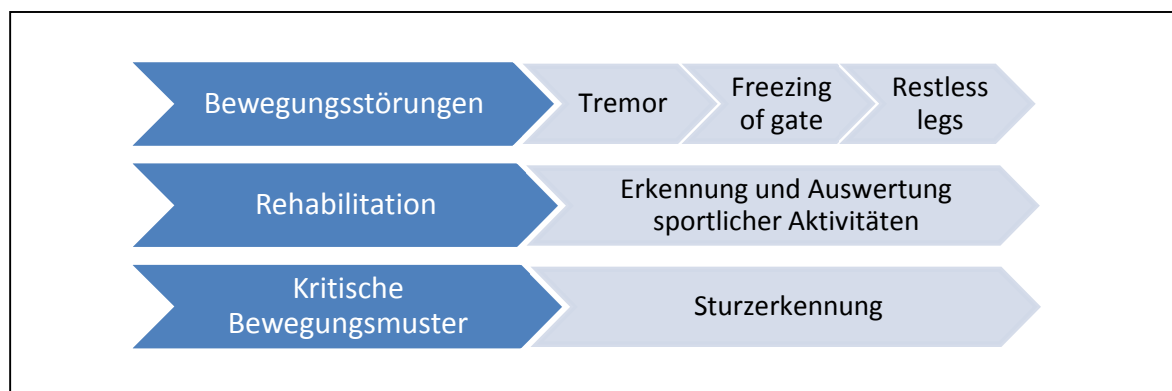 Bewegungsstörungen
Tremor
Freezing
of gate
Restless
legs
Rehabilitation
Erkennung und Auswertung
sportlicher Aktivitäten
Kritische
Bewegungsmuster
Sturzerkennung